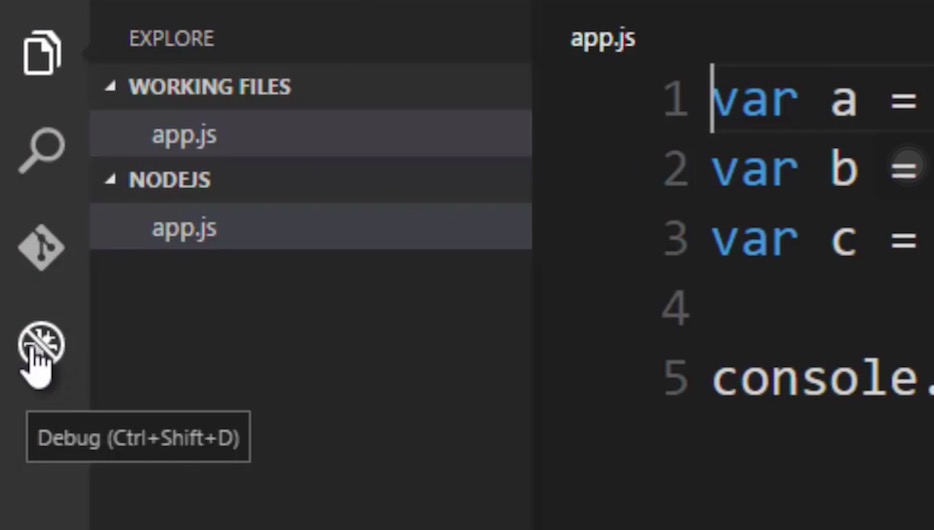 EXPLORE
WORKING FILES
app.js
NODEJS
app.js
Debug (Ctrl+Shift+D)
app.js
1 var a =
2 var b =
3 var c =
4
5 console.